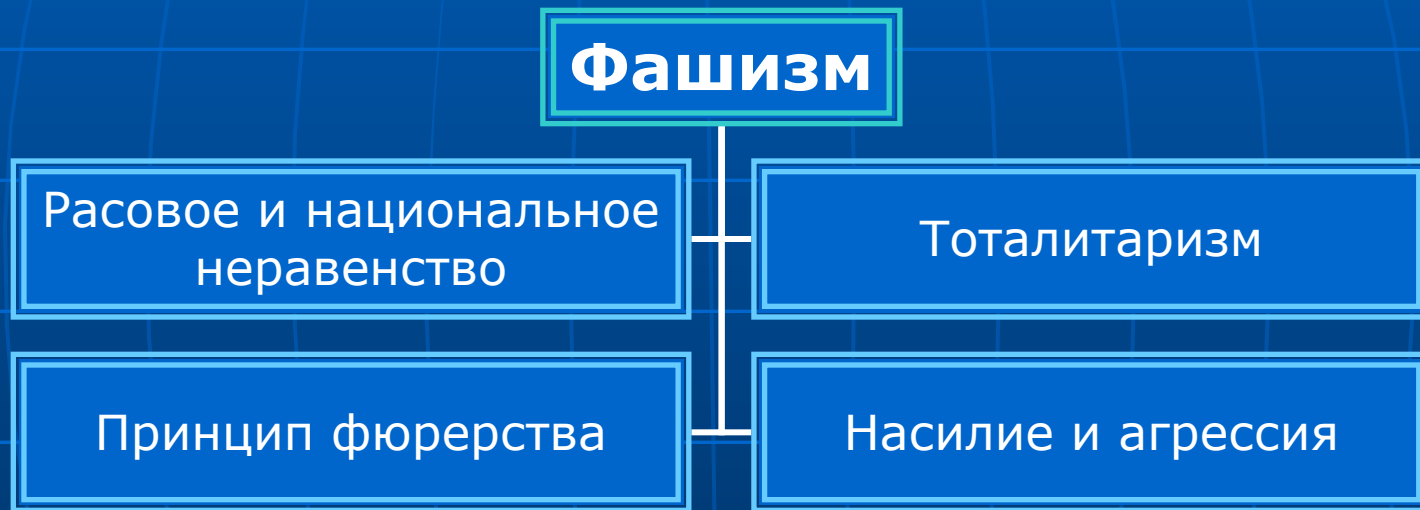 Фашизм
Расовое и национальное
неравенство
Тоталитаризм
Принцип фюрерства
Насилие и агрессия